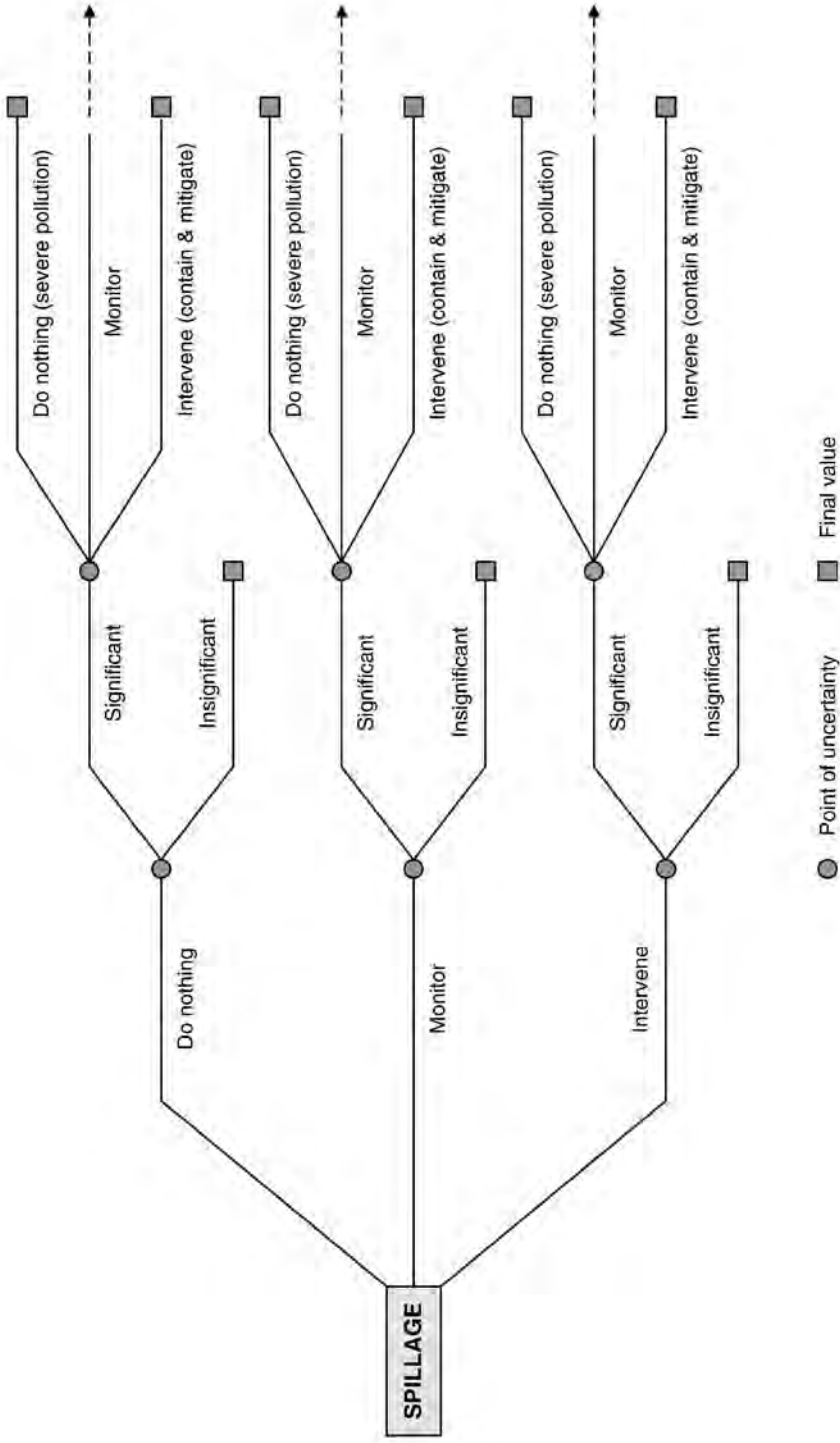 SPILLAGE
Do nothing
Monitor
Intervene
Significant
Insignificant
Significant
Insignificant
Significant
Insignificant
Do nothing (severe pollution)
Monitor
Intervene (contain & mitigate)
Do nothing (severe pollution)
Monitor
Intervene (contain & mitigate)
Do nothing (severe pollution)
Monitor
Intervene (contain & mitigate)
Point of uncertainty
Final value